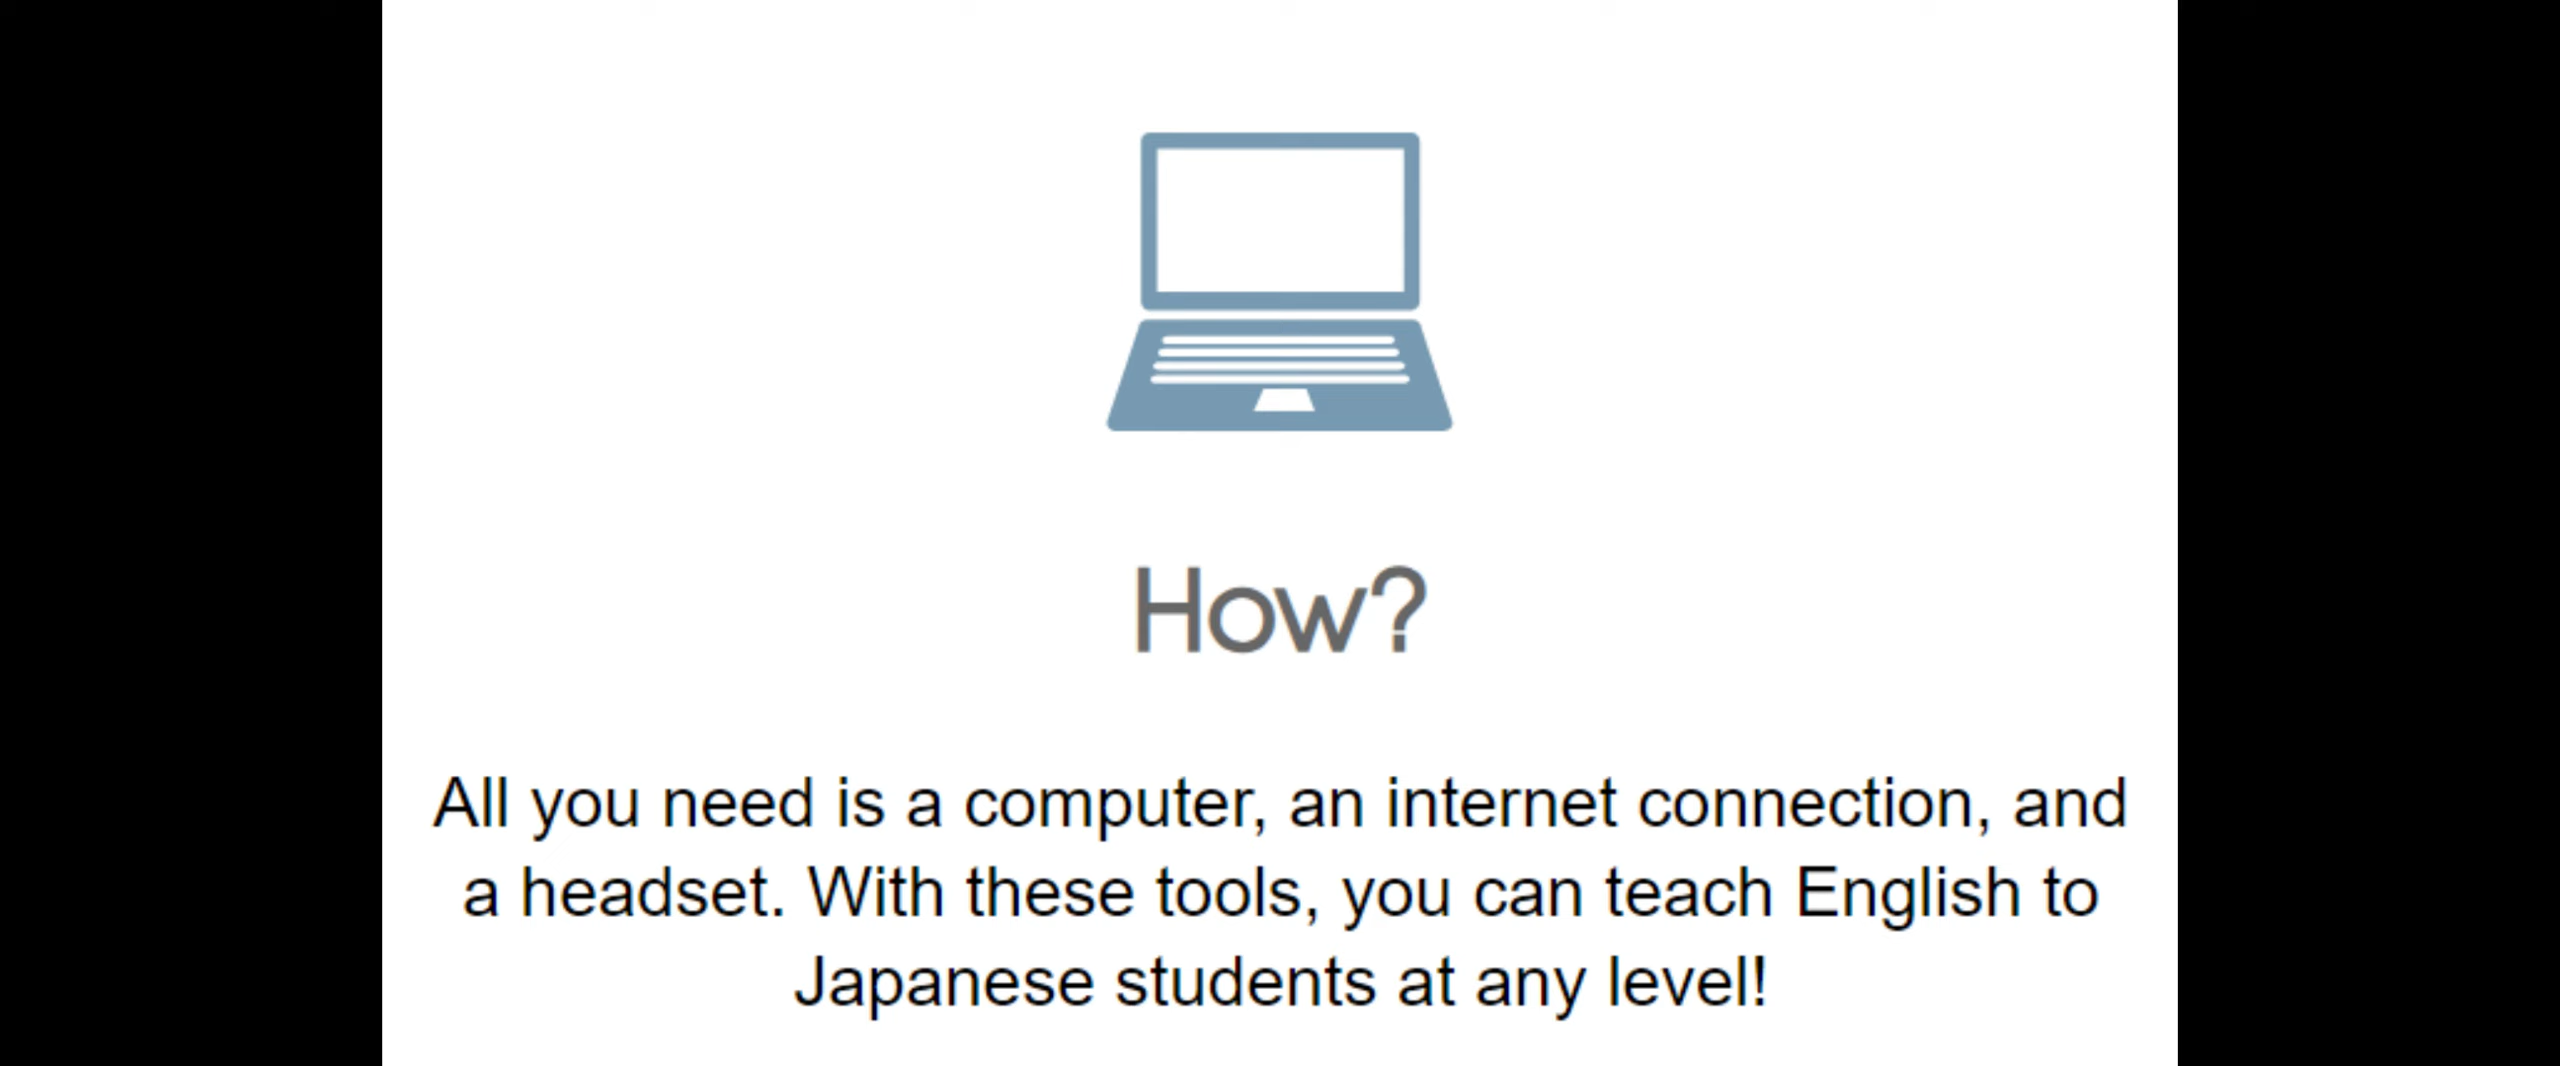 How?
All you need is a computer, an internet connection, and
a headset. With these tools, you can teach English to
Japanese students at any level!